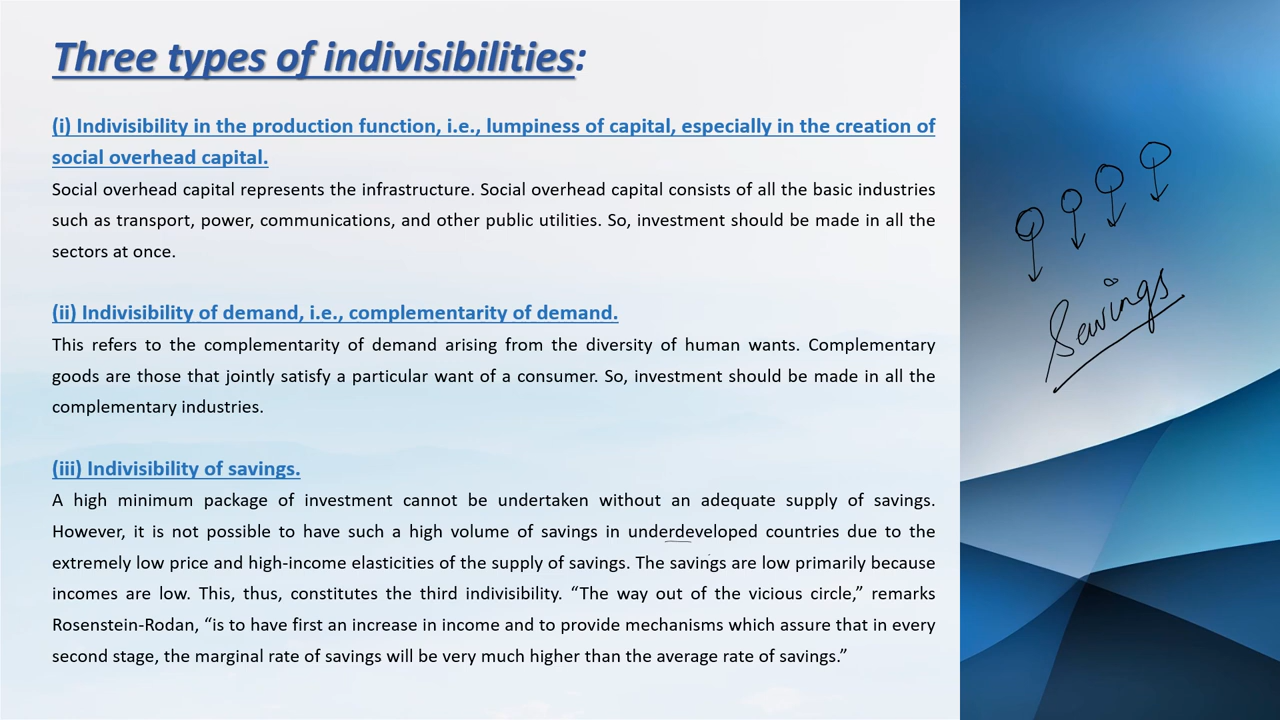 Three types of indivisibilities:
(i) Indivisibility in the production function, i.e., lumpiness of capital, especially in the creation of
social overhead capital.
Social overhead capital represents the infrastructure. Social overhead capital consists of all the basic industries
such as transport, power, communications, and other public utilities. So, investment should be made in all the
sectors at once.
(ii) Indivisibility of demand, i.e., complementarity of demand.
This refers to the complementarity of demand arising from the diversity of human wants. Complementary
goods are those that jointly satisfy a particular want of a consumer. So, investment should be made in all the
complementary industries.
(iii) Indivisibility of savings.
A high minimum package of investment cannot be undertaken without an adequate supply of savings.
However, it is not possible to have such a high volume of savings in underdeveloped countries due to the
extremely low price and high-income elasticities of the supply of savings. The savings are low primarily because
incomes are low. This, thus, constitutes the third indivisibility. “The way out of the vicious circle,” remarks
Rosenstein-Rodan, “is to have first an increase in income and to provide mechanisms which assure that in every
second stage, the marginal rate of savings will be very much higher than the average rate of savings.”
Savings